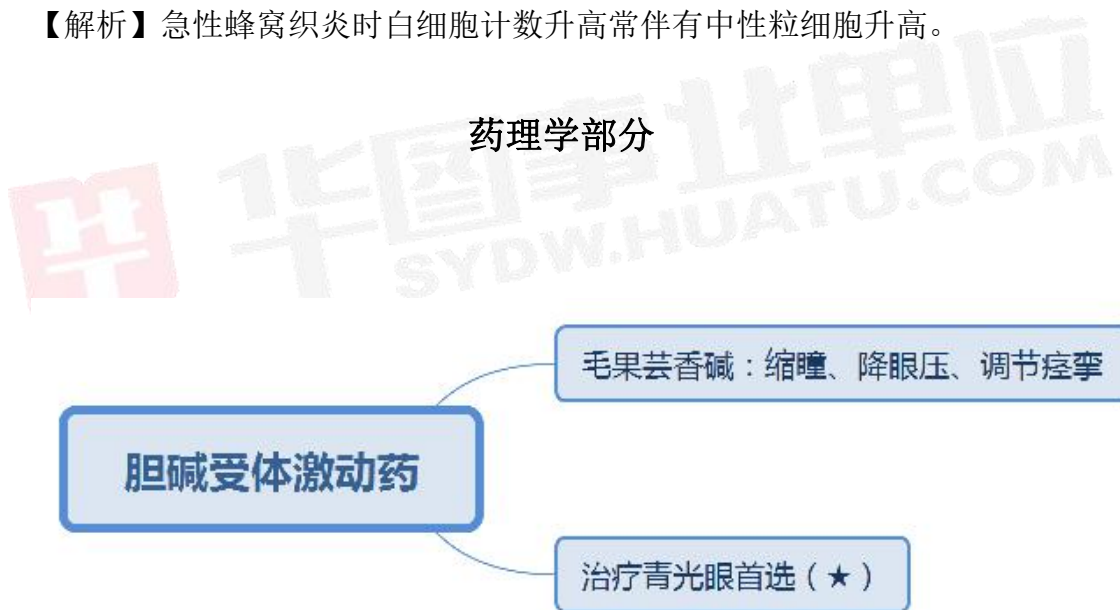 【解析】急性蜂窝织炎时白细胞计数升高常伴有中性粒细胞升高。
药理学部分
华图事业单位
SYDW.HUATU.COM
毛果芸香碱：缩瞳、降眼压、调节痉挛
胆碱受体激动药
治疗青光眼首选（★）